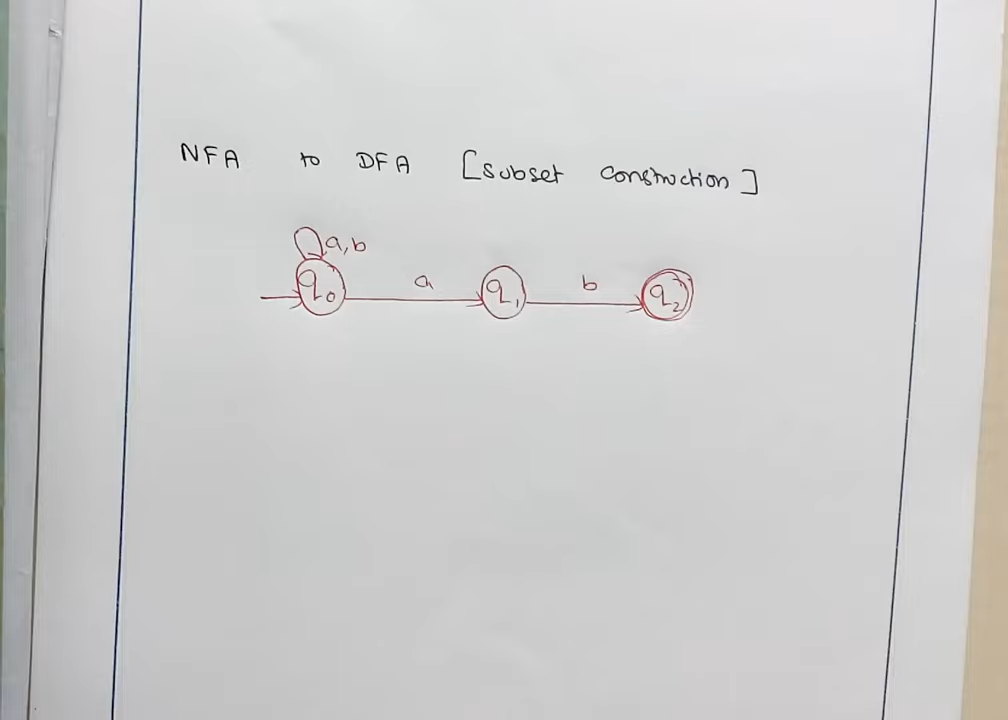 NFA to DFA [Subset Construction]
a,b
q₀ a q₁ b q₂